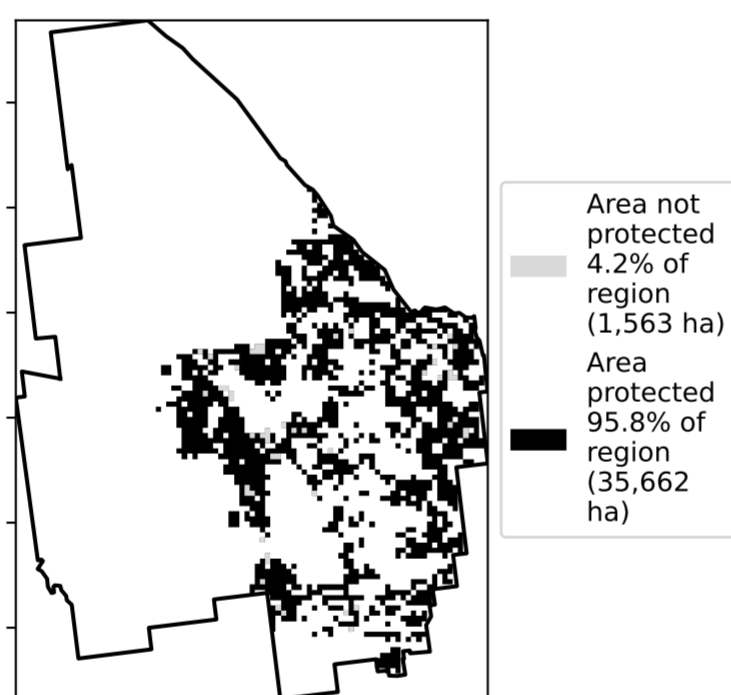 Area not
protected
4.2% of
region
(1,563 ha)
Area
protected
95.8% of
region
(35,662
ha)